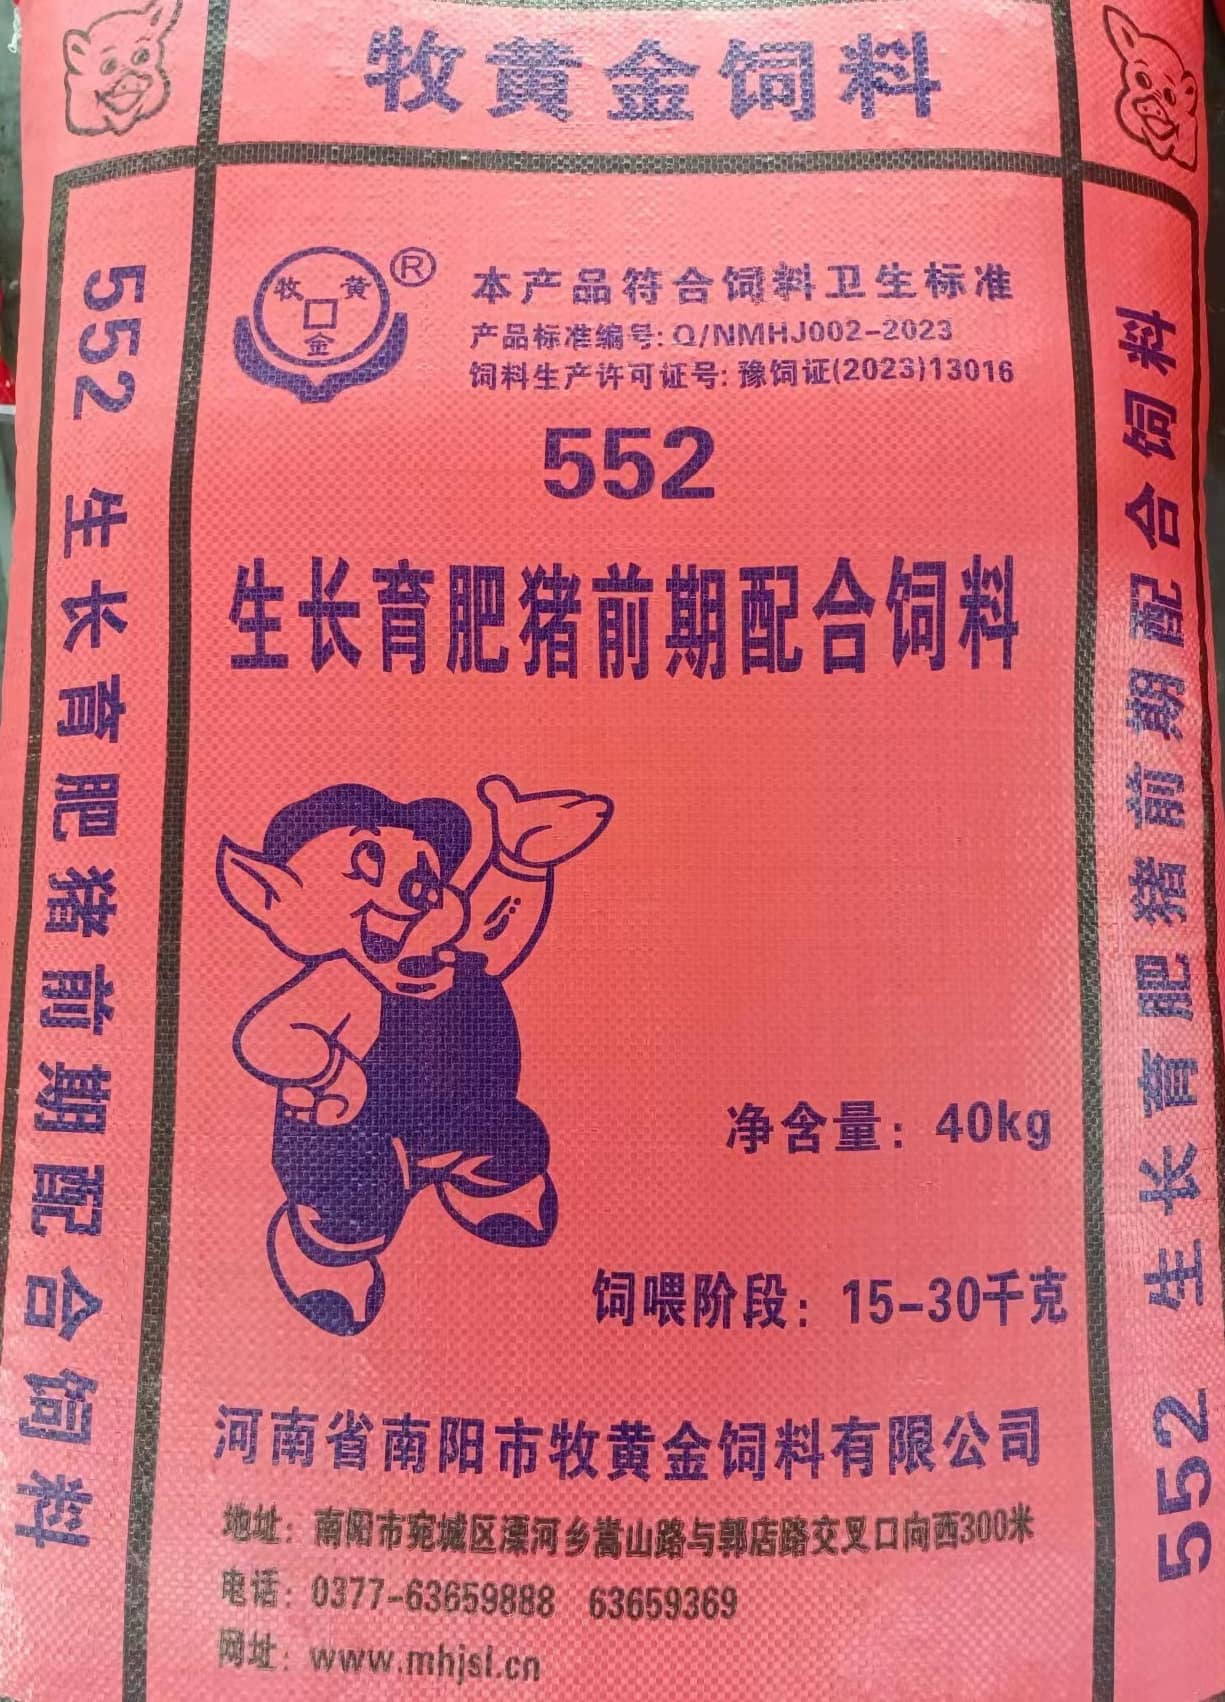 牧黄金饲料
牧 黄
金
®
本产品符合饲料卫生标准
产品标准编号: Q/NMHJ002-2023
饲料生产许可证号: 豫饲证(2023)13016
552
生长育肥猪前期配合饲料
净含量: 40kg
饲喂阶段: 15-30千克
河南省南阳市牧黄金饲料有限公司
地址: 南阳市宛城区溧河乡嵩山路与郭店路交叉口向西300米
电话: 0377-63659888 63659369
网址: www.mhjsl.cn
552 生长育肥猪前期配合饲料
552 生长育肥猪前期配合饲料